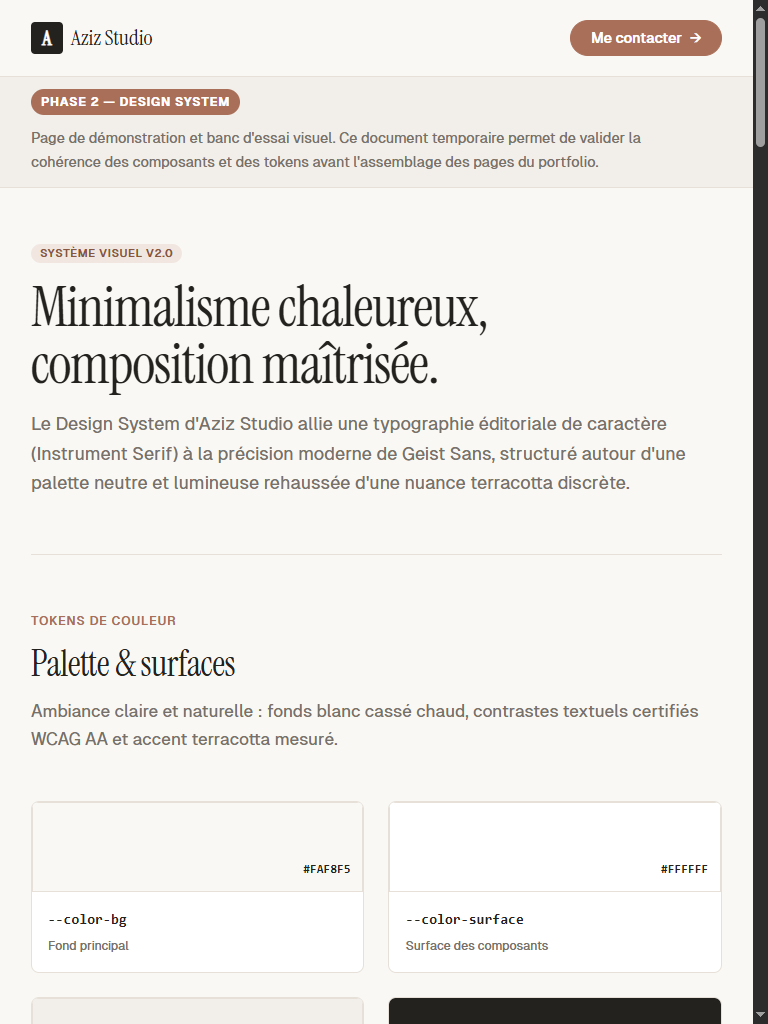 A Aziz Studio
Me contacter →
PHASE 2 — DESIGN SYSTEM
Page de démonstration et banc d'essai visuel. Ce document temporaire permet de valider la
cohérence des composants et des tokens avant l'assemblage des pages du portfolio.
SYSTÈME VISUEL V2.0
Minimalisme chaleureux,
composition maîtrisée.
Le Design System d'Aziz Studio allie une typographie éditoriale de caractère
(Instrument Serif) à la précision moderne de Geist Sans, structuré autour d'une
palette neutre et lumineuse rehaussée d'une nuance terracotta discrète.
TOKENS DE COULEUR
Palette & surfaces
Ambiance claire et naturelle : fonds blanc cassé chaud, contrastes textuels certifiés
WCAG AA et accent terracotta mesuré.
#FAF8F5
--color-bg
Fond principal
#FFFFFF
--color-surface
Surface des composants